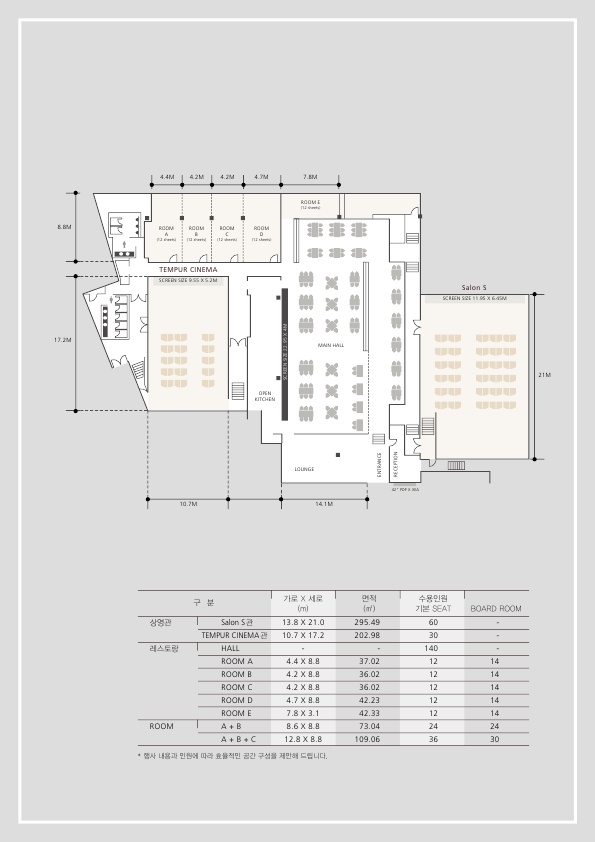 4.4M 4.2M 4.2M 4.7M 7.8M
8.8M
ROOM E
(12 sheets)
ROOM A
(12 sheets)
ROOM B
(12 sheets)
ROOM C
(12 sheets)
ROOM D
(12 sheets)
TEMPUR CINEMA
SCREEN SIZE 9.55 X 5.2M
17.2M
Salon S
SCREEN SIZE 11.95 X 6.45M
MAIN HALL
21M
OPEN
KITCHEN
LOUNGE
ENTRANCE
RECEPTION
10.7M 14.1M
구 분 가로 X 세로 (m) 면적 (㎡) 수용인원 기본 SEAT BOARD ROOM
상영관 Salon S관 13.8 X 21.0 295.49 60 -
TEMPUR CINEMA관 10.7 X 17.2 202.98 30 -
레스토랑 HALL - - 140 -
ROOM A 4.4 X 8.8 37.02 12 14
ROOM B 4.2 X 8.8 36.02 12 14
ROOM C 4.2 X 8.8 36.02 12 14
ROOM D 4.7 X 8.8 42.23 12 14
ROOM E 7.8 X 3.1 42.33 12 14
ROOM A + B 8.6 X 8.8 73.04 24 24
A + B + C 12.8 X 8.8 109.06 36 30
* 행사 내용과 인원에 따라 효율적인 공간 구성을 제안해 드립니다.